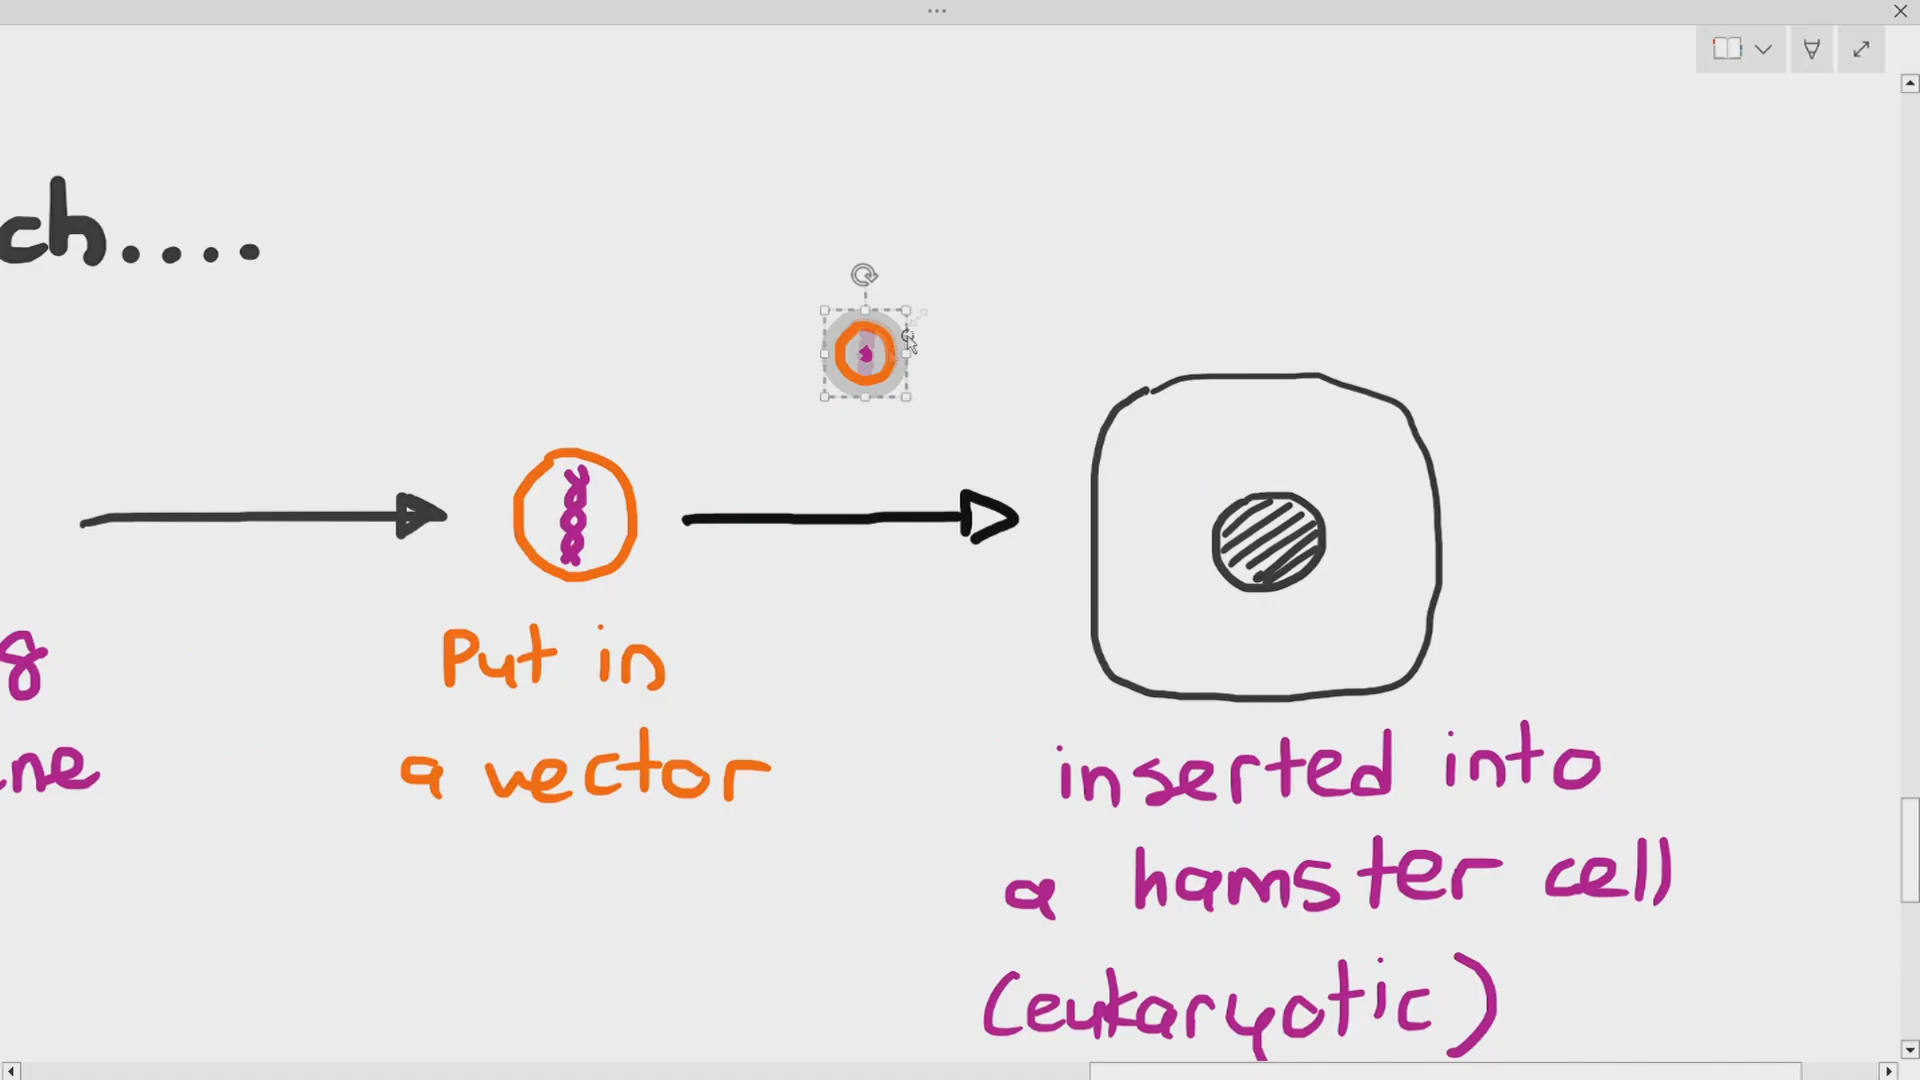 ch....
Put in
a vector
inserted into
a hamster cell
(eukaryotic)